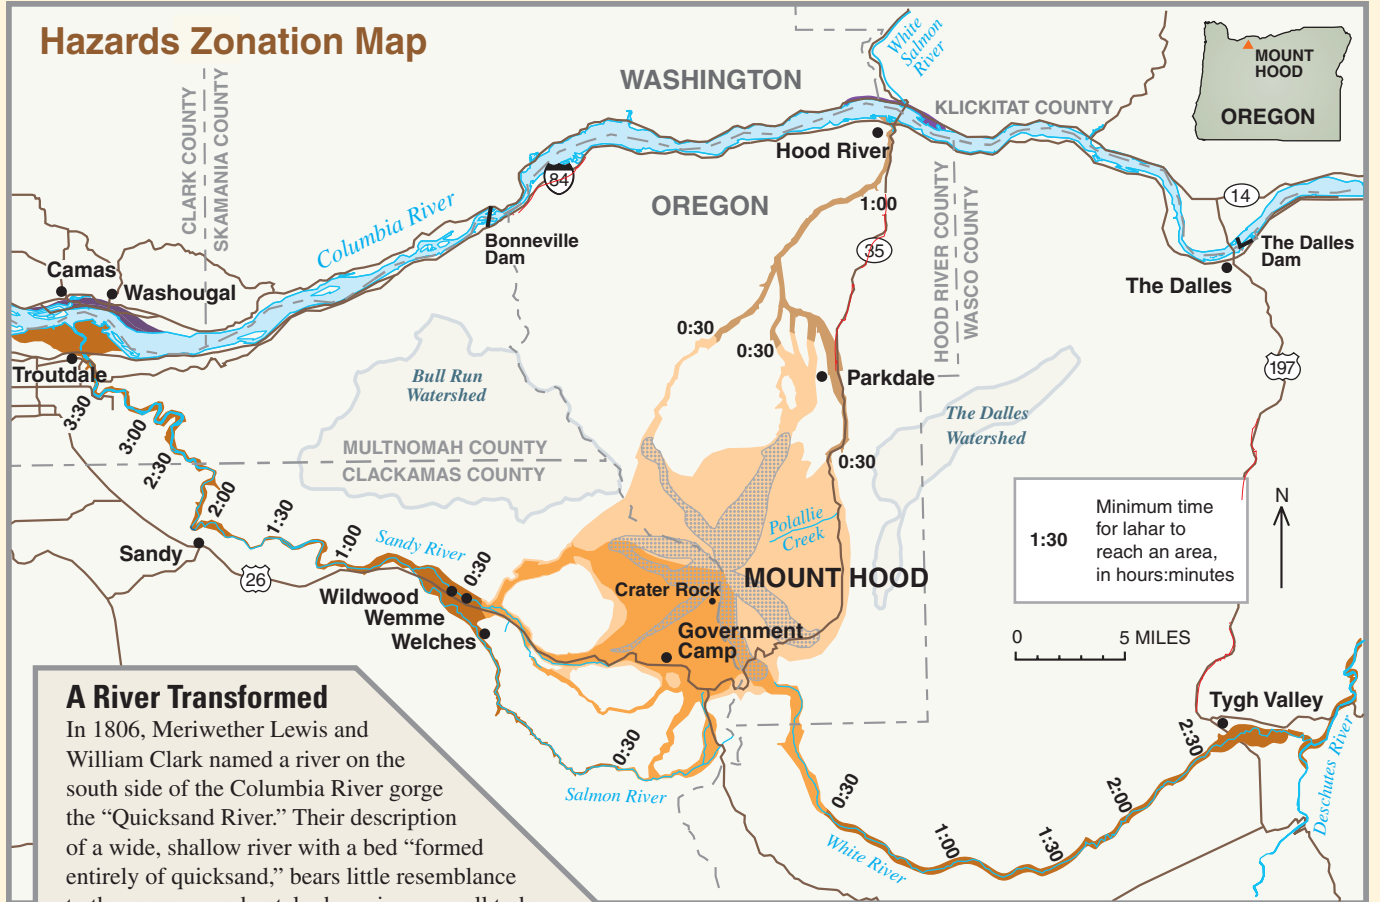 Hazards Zonation Map
WASHINGTON
White
Salmon
River
KLICKITAT COUNTY
MOUNT
HOOD
OREGON
CLARK COUNTY
SKAMANIA COUNTY
Hood River
84
OREGON
1:00
14
Columbia River
Bonneville
Dam
35
HOOD RIVER COUNTY
WASCO COUNTY
The Dalles
Dam
The Dalles
Camas
Washougal
0:30
0:30
197
Troutdale
Bull Run
Watershed
Parkdale
The Dalles
Watershed
3:30
3:00
2:30
2:00
1:30
1:00
MULTNOMAH COUNTY
CLACKAMAS COUNTY
0:30
Polallie
Creek
1:30
Minimum time
for lahar to
reach an area,
in hours:minutes
N
Sandy
26
Sandy River
0:30
MOUNT HOOD
Crater Rock
Wildwood
Wemme
Welches
Government
Camp
0
5 MILES
A River Transformed
In 1806, Meriwether Lewis and
William Clark named a river on the
south side of the Columbia River gorge
the “Quicksand River.” Their description
of a wide, shallow river with a bed “formed
entirely of quicksand,” bears little resemblance
0:30
Salmon River
0:30
White River
1:00
1:30
2:00
2:30
Tygh Valley
Deschutes River